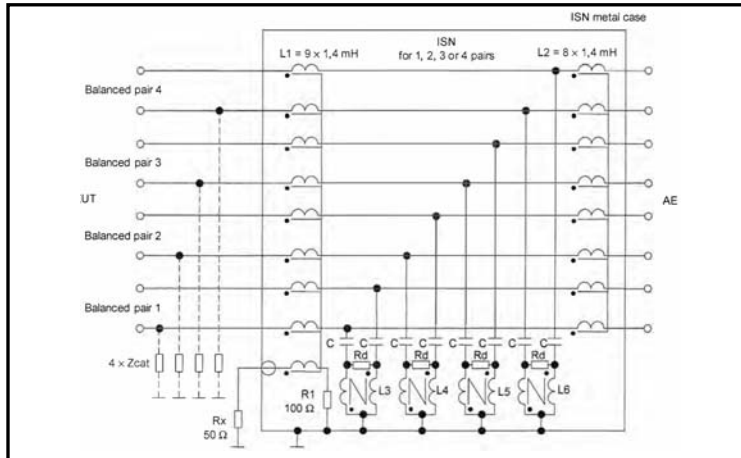 ISN metal case
ISN
for 1, 2, 3 or 4 pairs
L1 = 9 × 1,4 mH
L2 = 8 × 1,4 mH
Balanced pair 4
Balanced pair 3
EUT
AE
Balanced pair 2
Balanced pair 1
C C C C C C C C
Rd Rd Rd Rd
4 × Zcat
L3 L4 L5 L6
R1
100 Ω
Rx
50 Ω